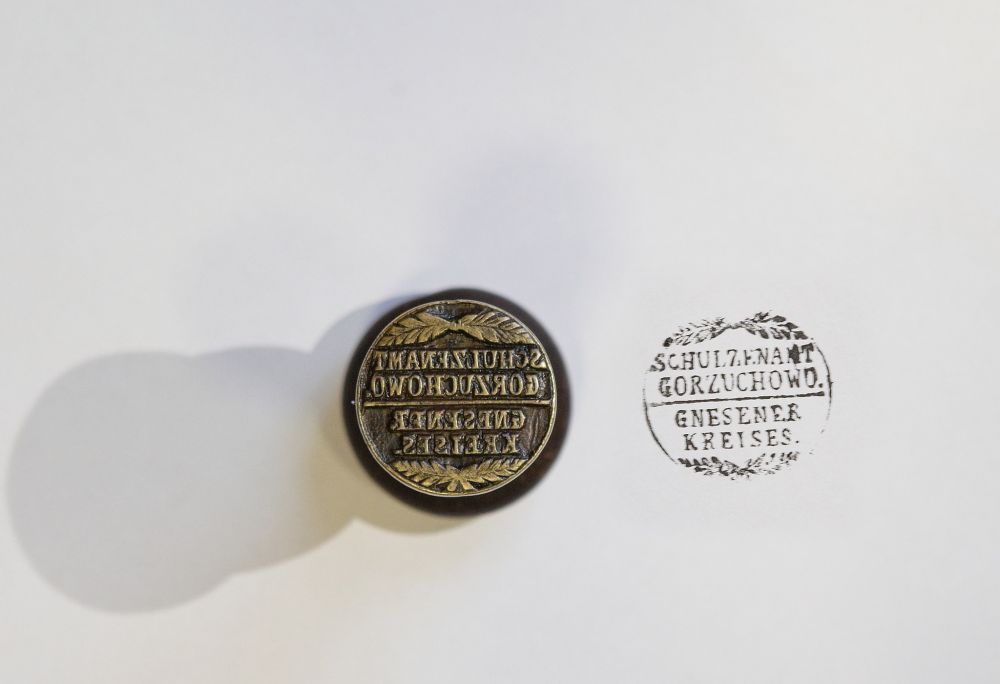 SCHULZENAMT
GORZUCHOWO.
GNESENER
KREISES.
SCHULZENAMT
GORZUCHOWO.
GNESENER
KREISES.